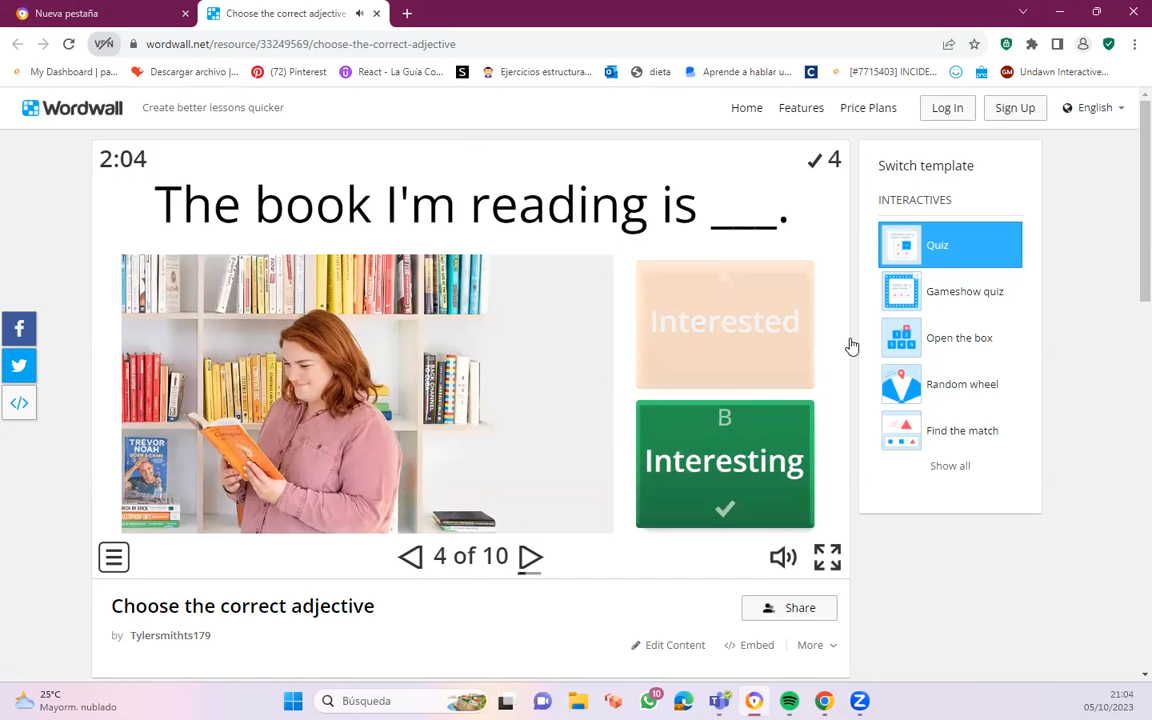 Nueva pestaña
Choose the correct adjective
wordwall.net/resource/33249569/choose-the-correct-adjective
My Dashboard | pa...
Descargar archivo |...
(72) Pinterest
React - La Guía Co...
Ejercicios estructura...
dieta
Aprende a hablar u...
[#7715403] INCIDE...
Undawn Interactive...
Wordwall
Create better lessons quicker
Home
Features
Price Plans
Log In
Sign Up
English
2:04
4
The book I'm reading is ___.
A
Interested
B
Interesting
TREVOR
NOAH
4 of 10
Switch template
INTERACTIVES
Quiz
Gameshow quiz
Open the box
Random wheel
Find the match
Show all
Choose the correct adjective
Share
by Tylersmithts179
Edit Content
Embed
More
25°C
Mayorm. nublado
Búsqueda
10
21:04
05/10/2023